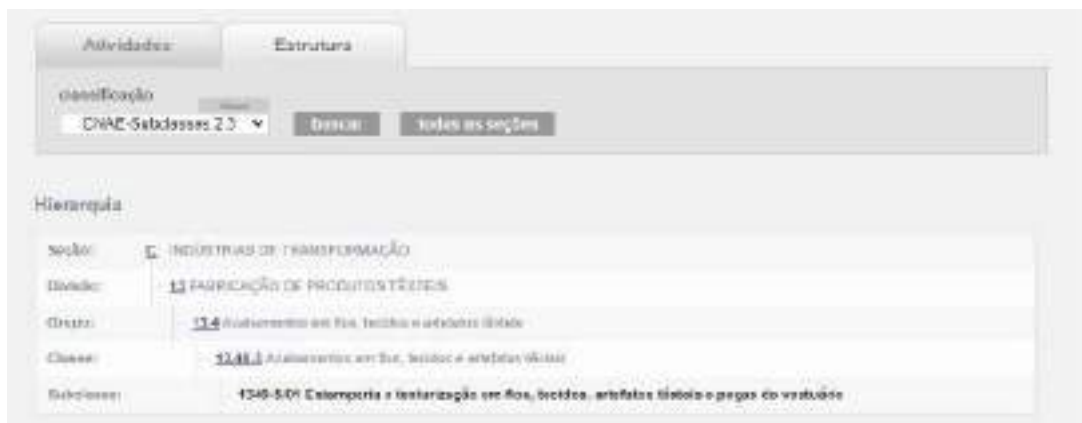 Atividades Estrutura
classificação
CNAE-Subclasses 2.3 buscar todas as seções
Hierarquia
Seção: C INDÚSTRIAS DE TRANSFORMAÇÃO
Divisão: 13 FABRICAÇÃO DE PRODUTOS TÊXTEIS
Grupo: 13.4 Acabamentos em fios, tecidos e artefatos têxteis
Classe: 13.40-5 Acabamentos em fios, tecidos e artefatos têxteis
Subclasse: 1340-5/01 Estamparia e texturização em fios, tecidos, artefatos têxteis e peças do vestuário